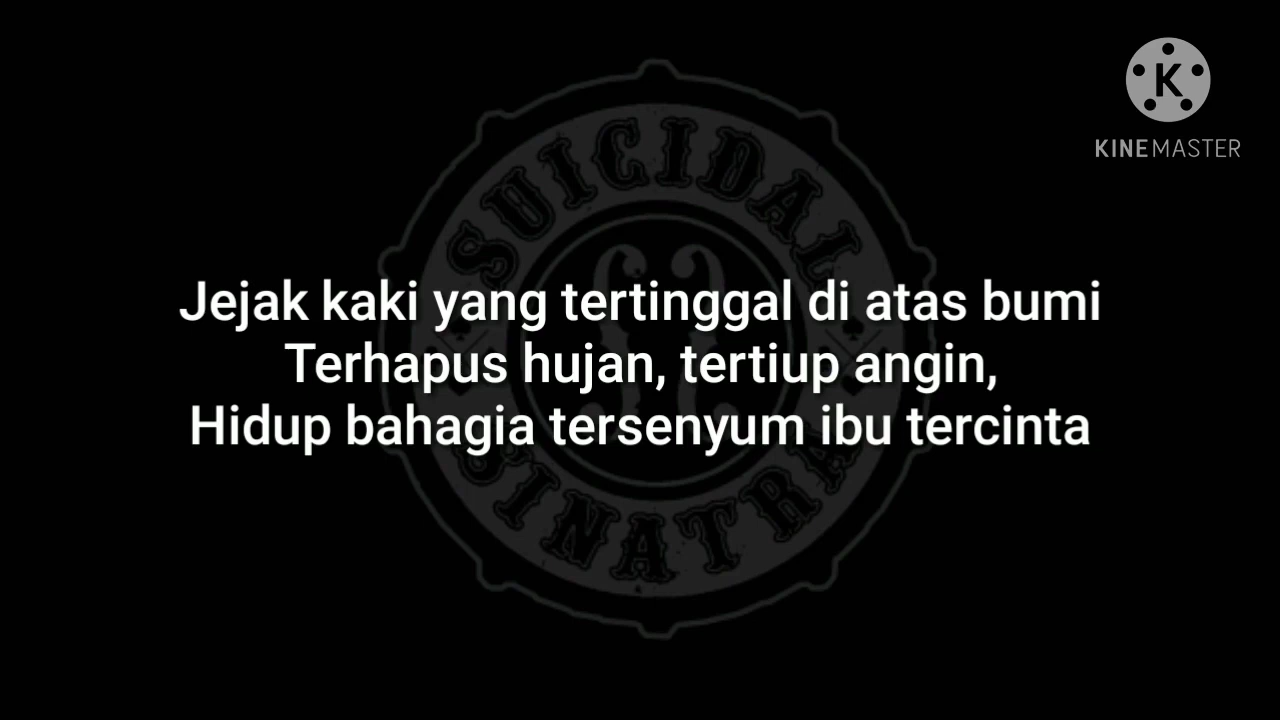 K
KINEMASTER
SUICIDAL
Jejak kaki yang tertinggal di atas bumi
Terhapus hujan, tertiup angin,
Hidup bahagia tersenyum ibu tercinta
SINATRA